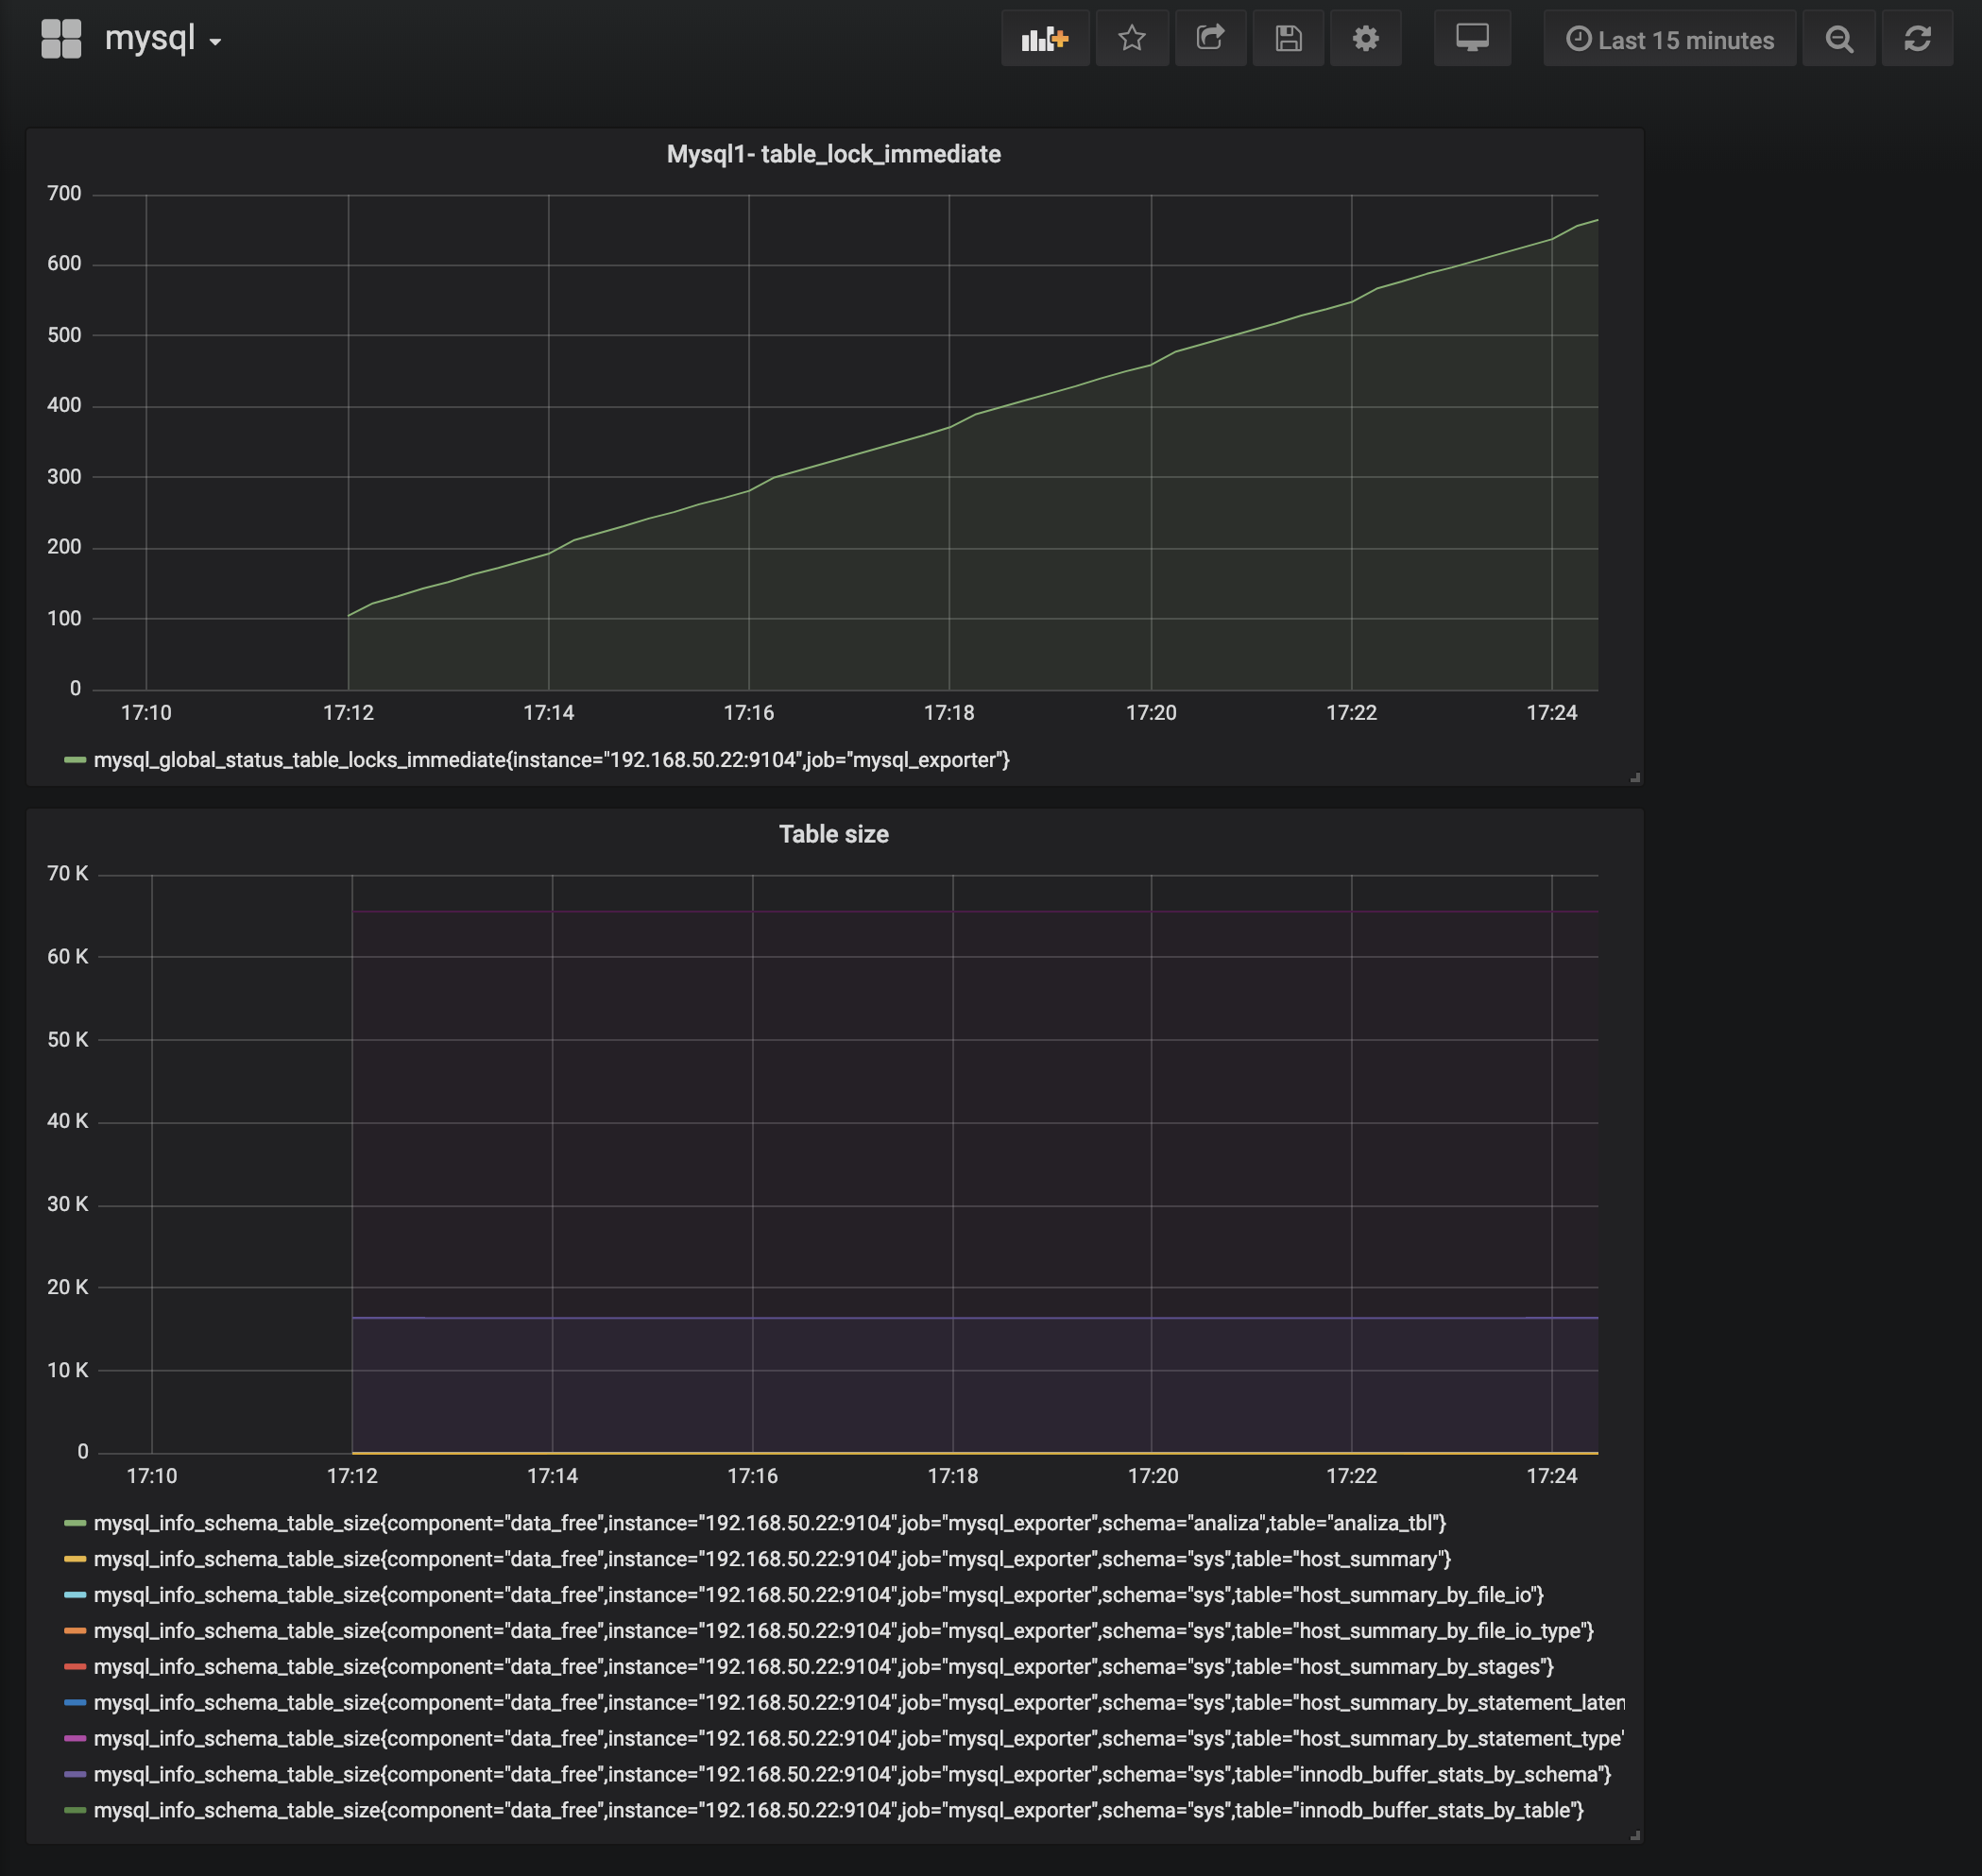 mysql
Last 15 minutes
Mysql1- table_lock_immediate
700
600
500
400
300
200
100
0
17:10 17:12 17:14 17:16 17:18 17:20 17:22 17:24
mysql_global_status_table_locks_immediate{instance="192.168.50.22:9104",job="mysql_exporter"}
Table size
70 K
60 K
50 K
40 K
30 K
20 K
10 K
0
17:10 17:12 17:14 17:16 17:18 17:20 17:22 17:24
mysql_info_schema_table_size{component="data_free",instance="192.168.50.22:9104",job="mysql_exporter",schema="analiza",table="analiza_tbl"}
mysql_info_schema_table_size{component="data_free",instance="192.168.50.22:9104",job="mysql_exporter",schema="sys",table="host_summary"}
mysql_info_schema_table_size{component="data_free",instance="192.168.50.22:9104",job="mysql_exporter",schema="sys",table="host_summary_by_file_io"}
mysql_info_schema_table_size{component="data_free",instance="192.168.50.22:9104",job="mysql_exporter",schema="sys",table="host_summary_by_file_io_type"}
mysql_info_schema_table_size{component="data_free",instance="192.168.50.22:9104",job="mysql_exporter",schema="sys",table="host_summary_by_stages"}
mysql_info_schema_table_size{component="data_free",instance="192.168.50.22:9104",job="mysql_exporter",schema="sys",table="host_summary_by_statement_laten
mysql_info_schema_table_size{component="data_free",instance="192.168.50.22:9104",job="mysql_exporter",schema="sys",table="host_summary_by_statement_type"
mysql_info_schema_table_size{component="data_free",instance="192.168.50.22:9104",job="mysql_exporter",schema="sys",table="innodb_buffer_stats_by_schema"}
mysql_info_schema_table_size{component="data_free",instance="192.168.50.22:9104",job="mysql_exporter",schema="sys",table="innodb_buffer_stats_by_table"}